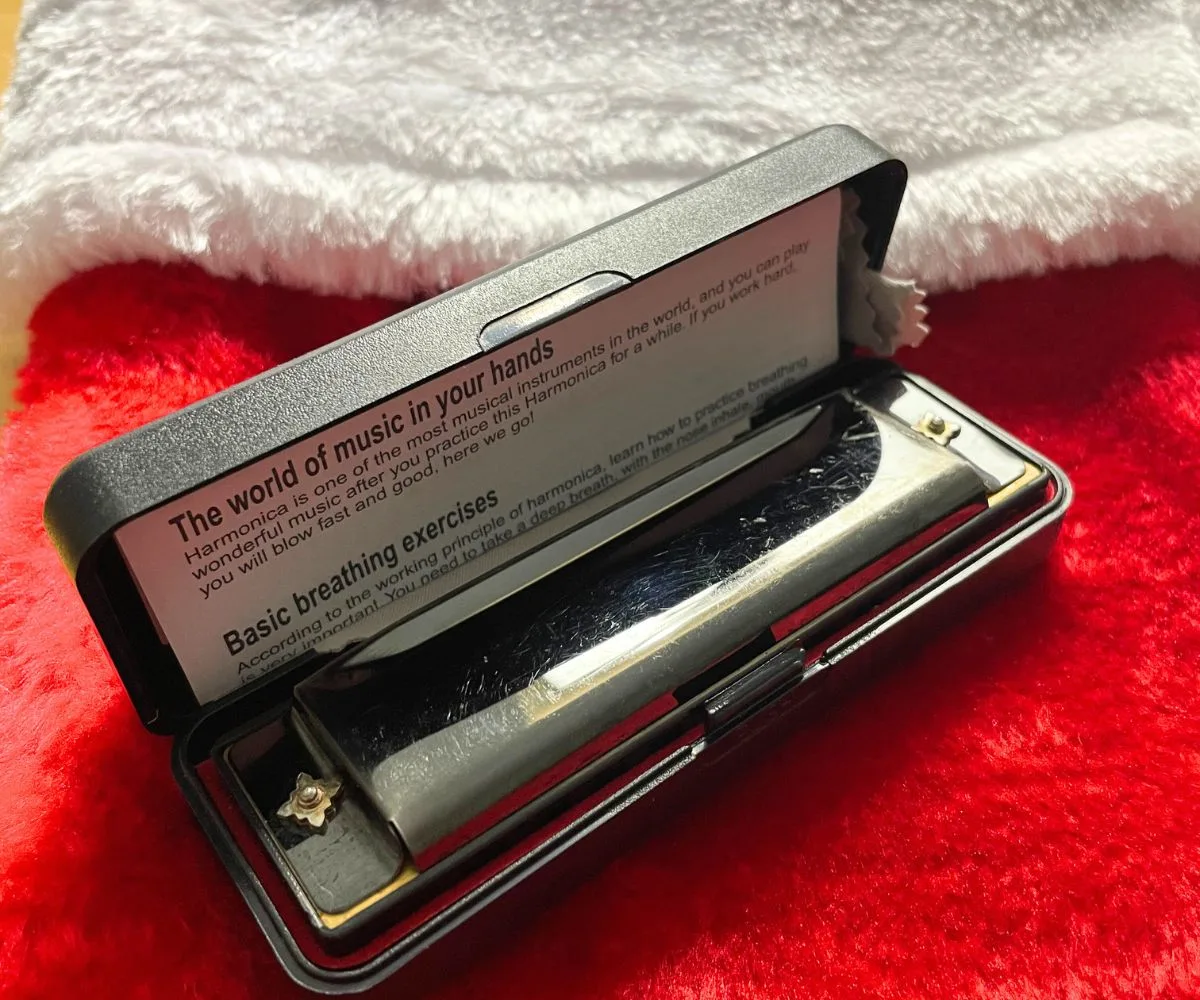 The world of music in your hands
Harmonica is one of the most musical instruments in the world, and you can play
wonderful music after you practice this Harmonica for a while. If you work hard,
you will blow fast and good, here we go!
Basic breathing exercises
According to the working principle of harmonica, learn how to practice breathing
is very important! You need to take a deep breath, with the nose inhale, mouth